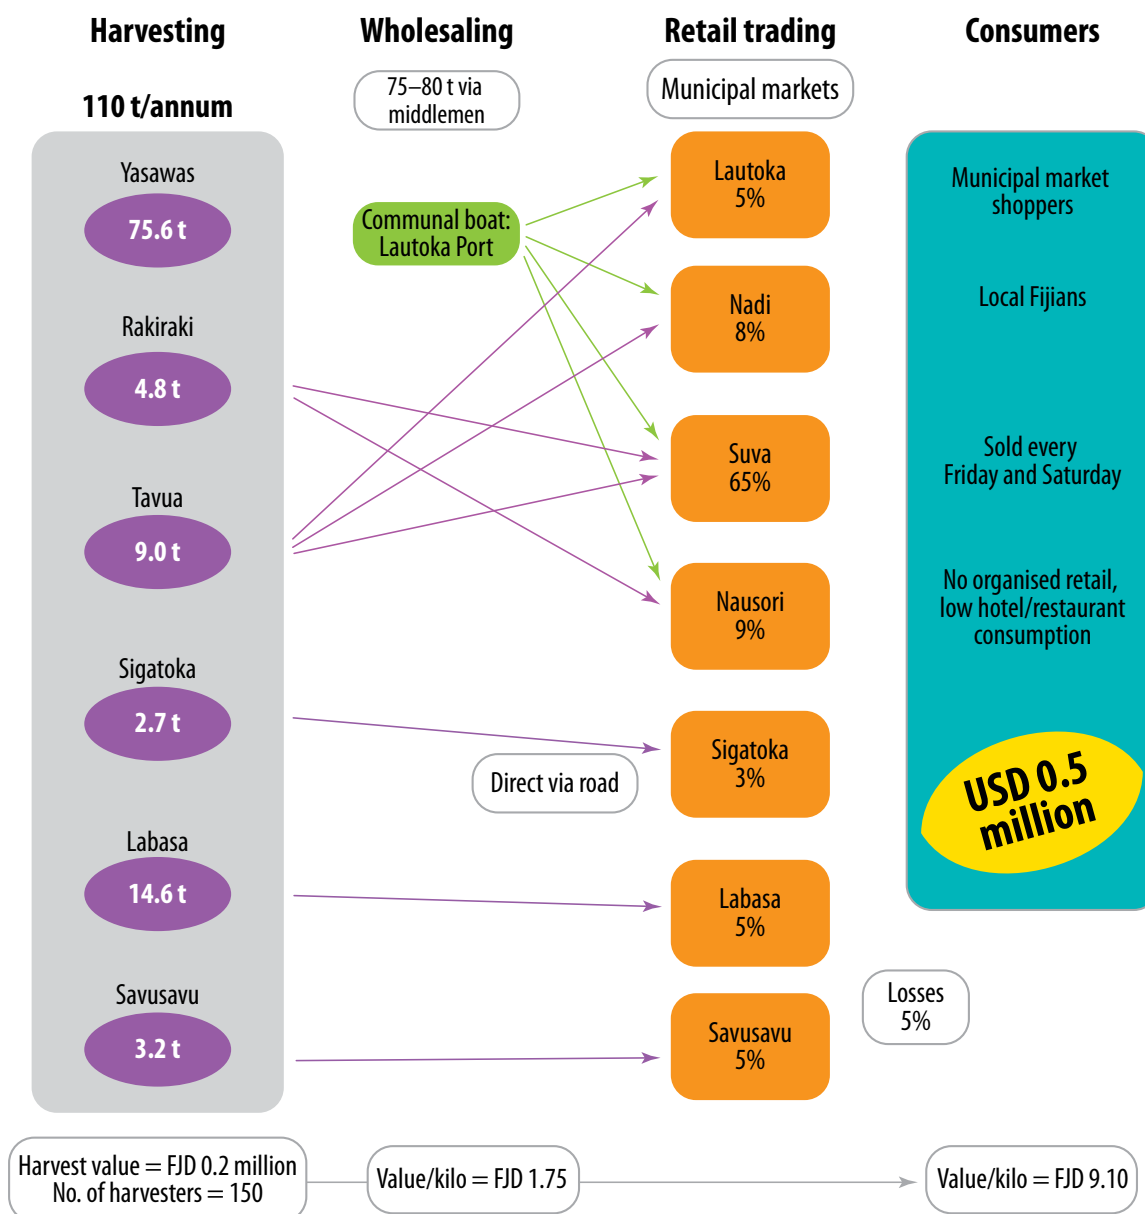 Harvesting
Wholesaling
Retail trading
Consumers
110 t/annum
75–80 t via
middlemen
Municipal markets
Yasawas
75.6 t
Rakiraki
4.8 t
Tavua
9.0 t
Sigatoka
2.7 t
Labasa
14.6 t
Savusavu
3.2 t
Communal boat:
Lautoka Port
Direct via road
Lautoka
5%
Nadi
8%
Suva
65%
Nausori
9%
Sigatoka
3%
Labasa
5%
Savusavu
5%
Losses
5%
Municipal market
shoppers
Local Fijians
Sold every
Friday and Saturday
No organised retail,
low hotel/restaurant
consumption
USD 0.5
million
Harvest value = FJD 0.2 million
No. of harvesters = 150
Value/kilo = FJD 1.75
Value/kilo = FJD 9.10